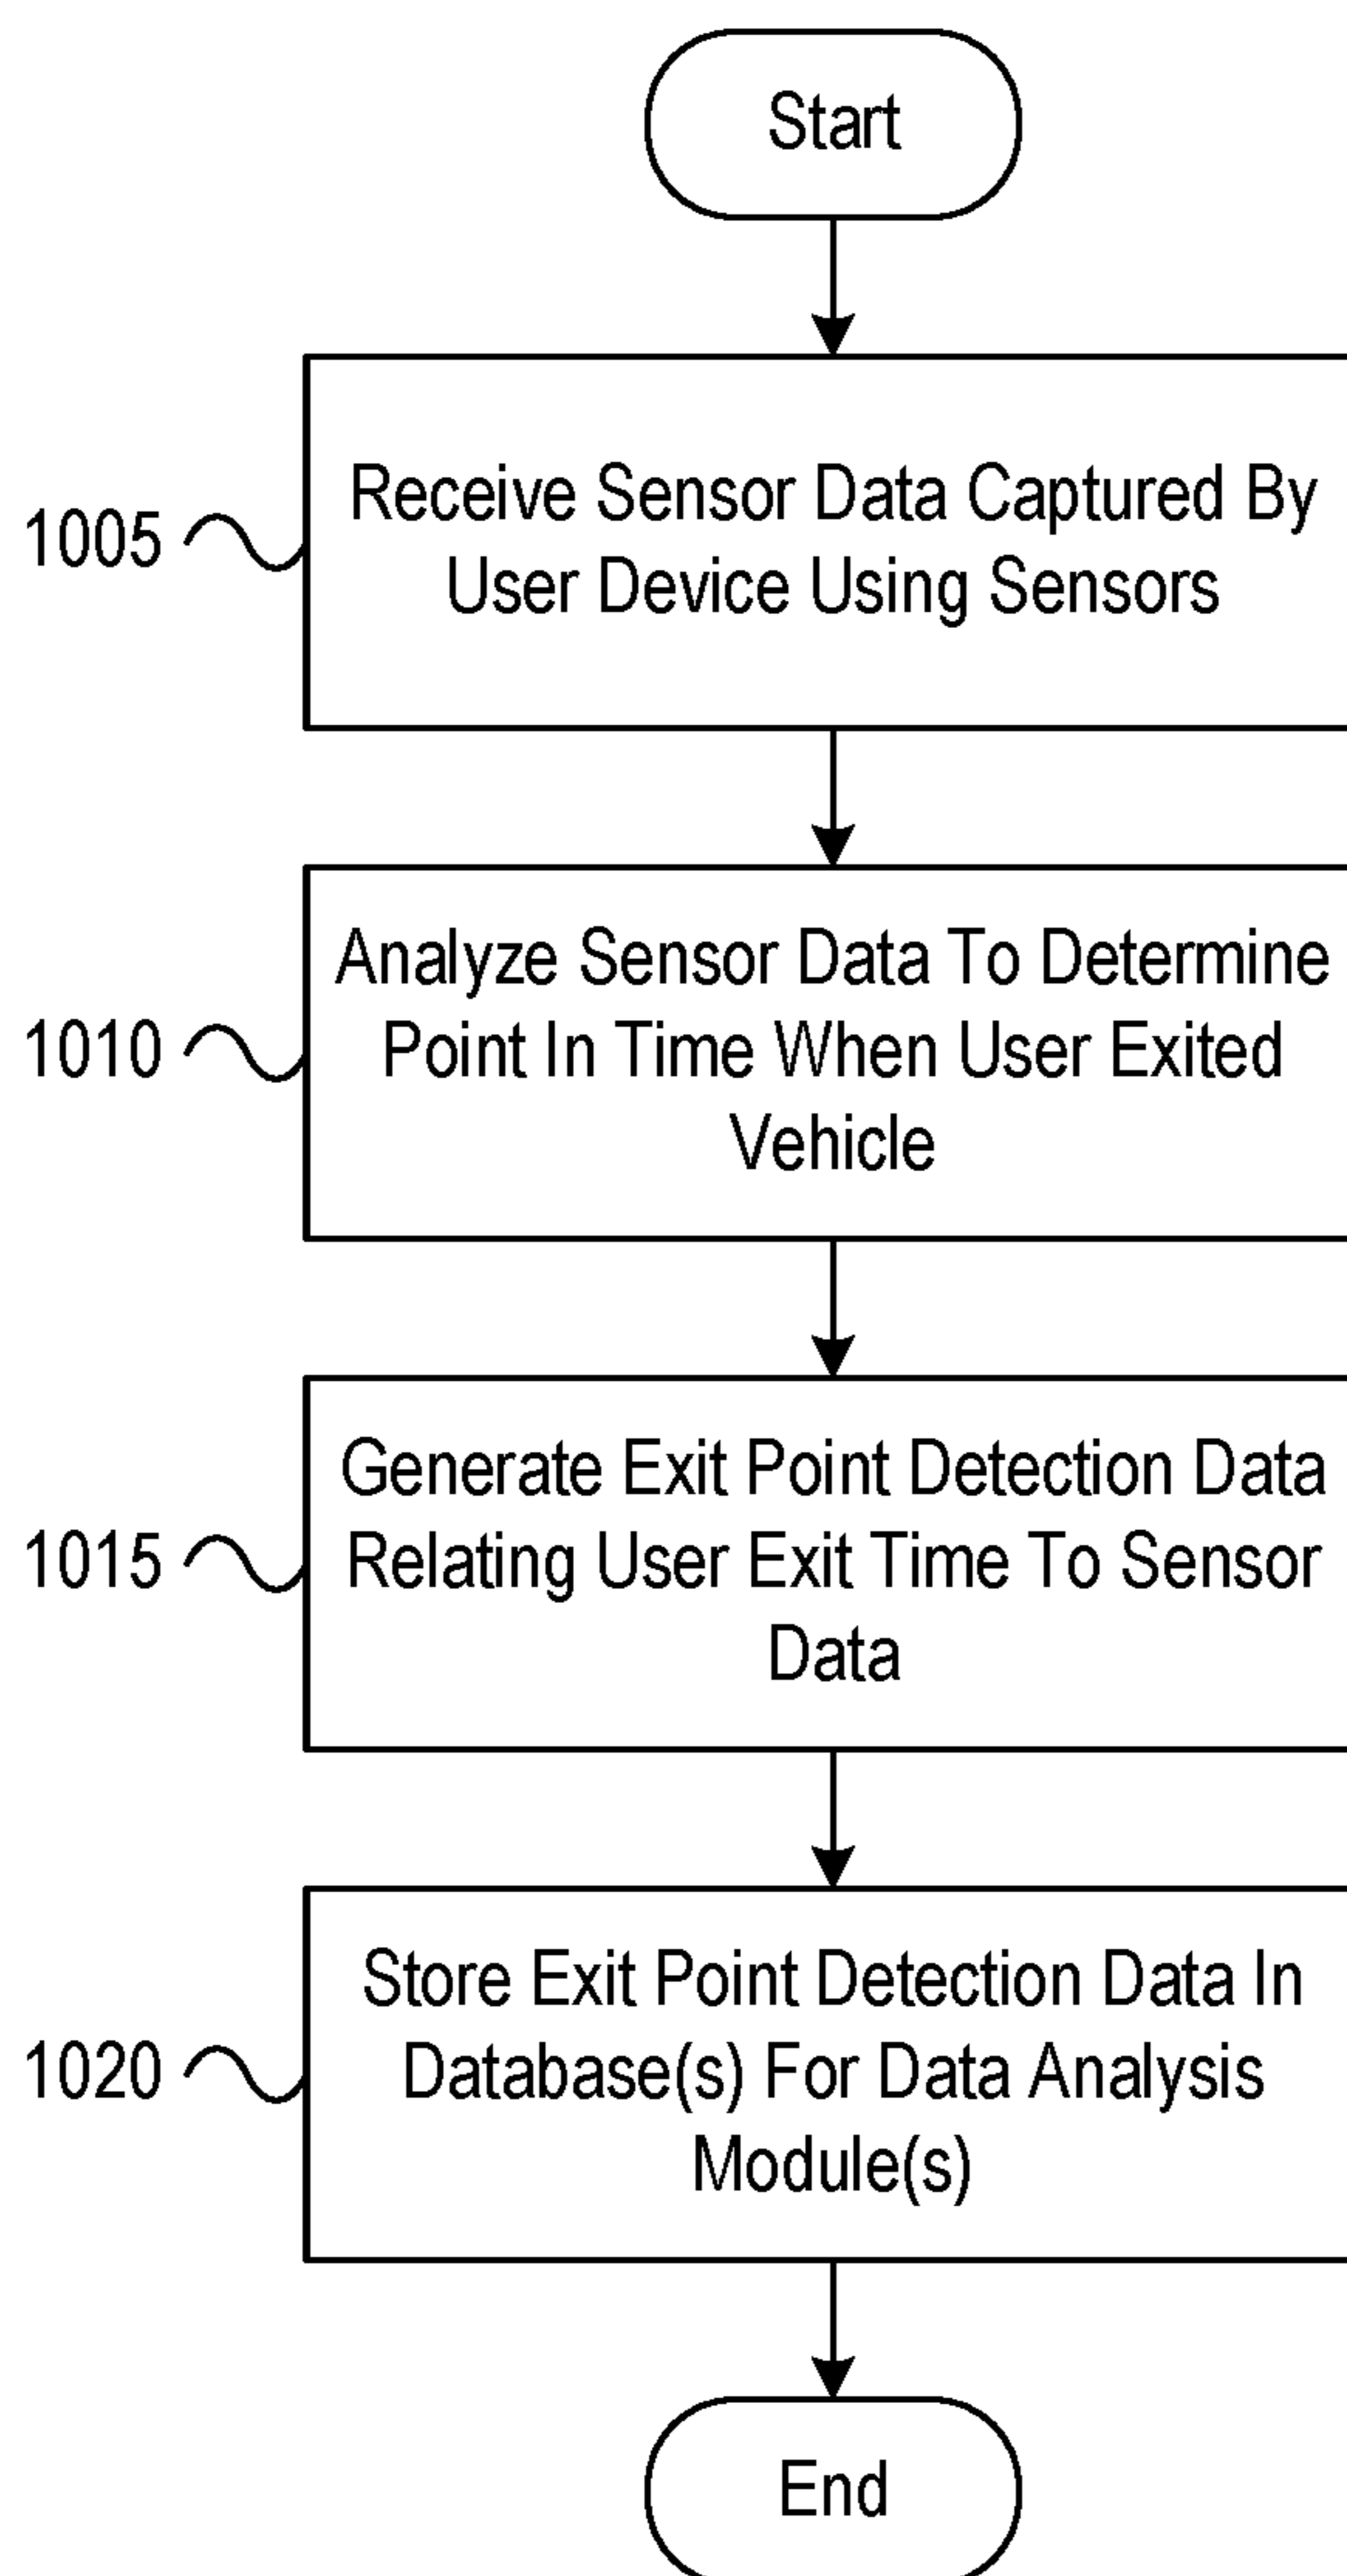 Start
Receive Sensor Data Captured By
1005
User Device Using Sensors
Analyze Sensor Data To Determine
1010
Point In Time When User Exited
Vehicle
Generate Exit Point Detection Data
1015
Relating User Exit Time To Sensor
Data
Store Exit Point Detection Data In
1020
Database(s) For Data Analysis
Module(s)
End